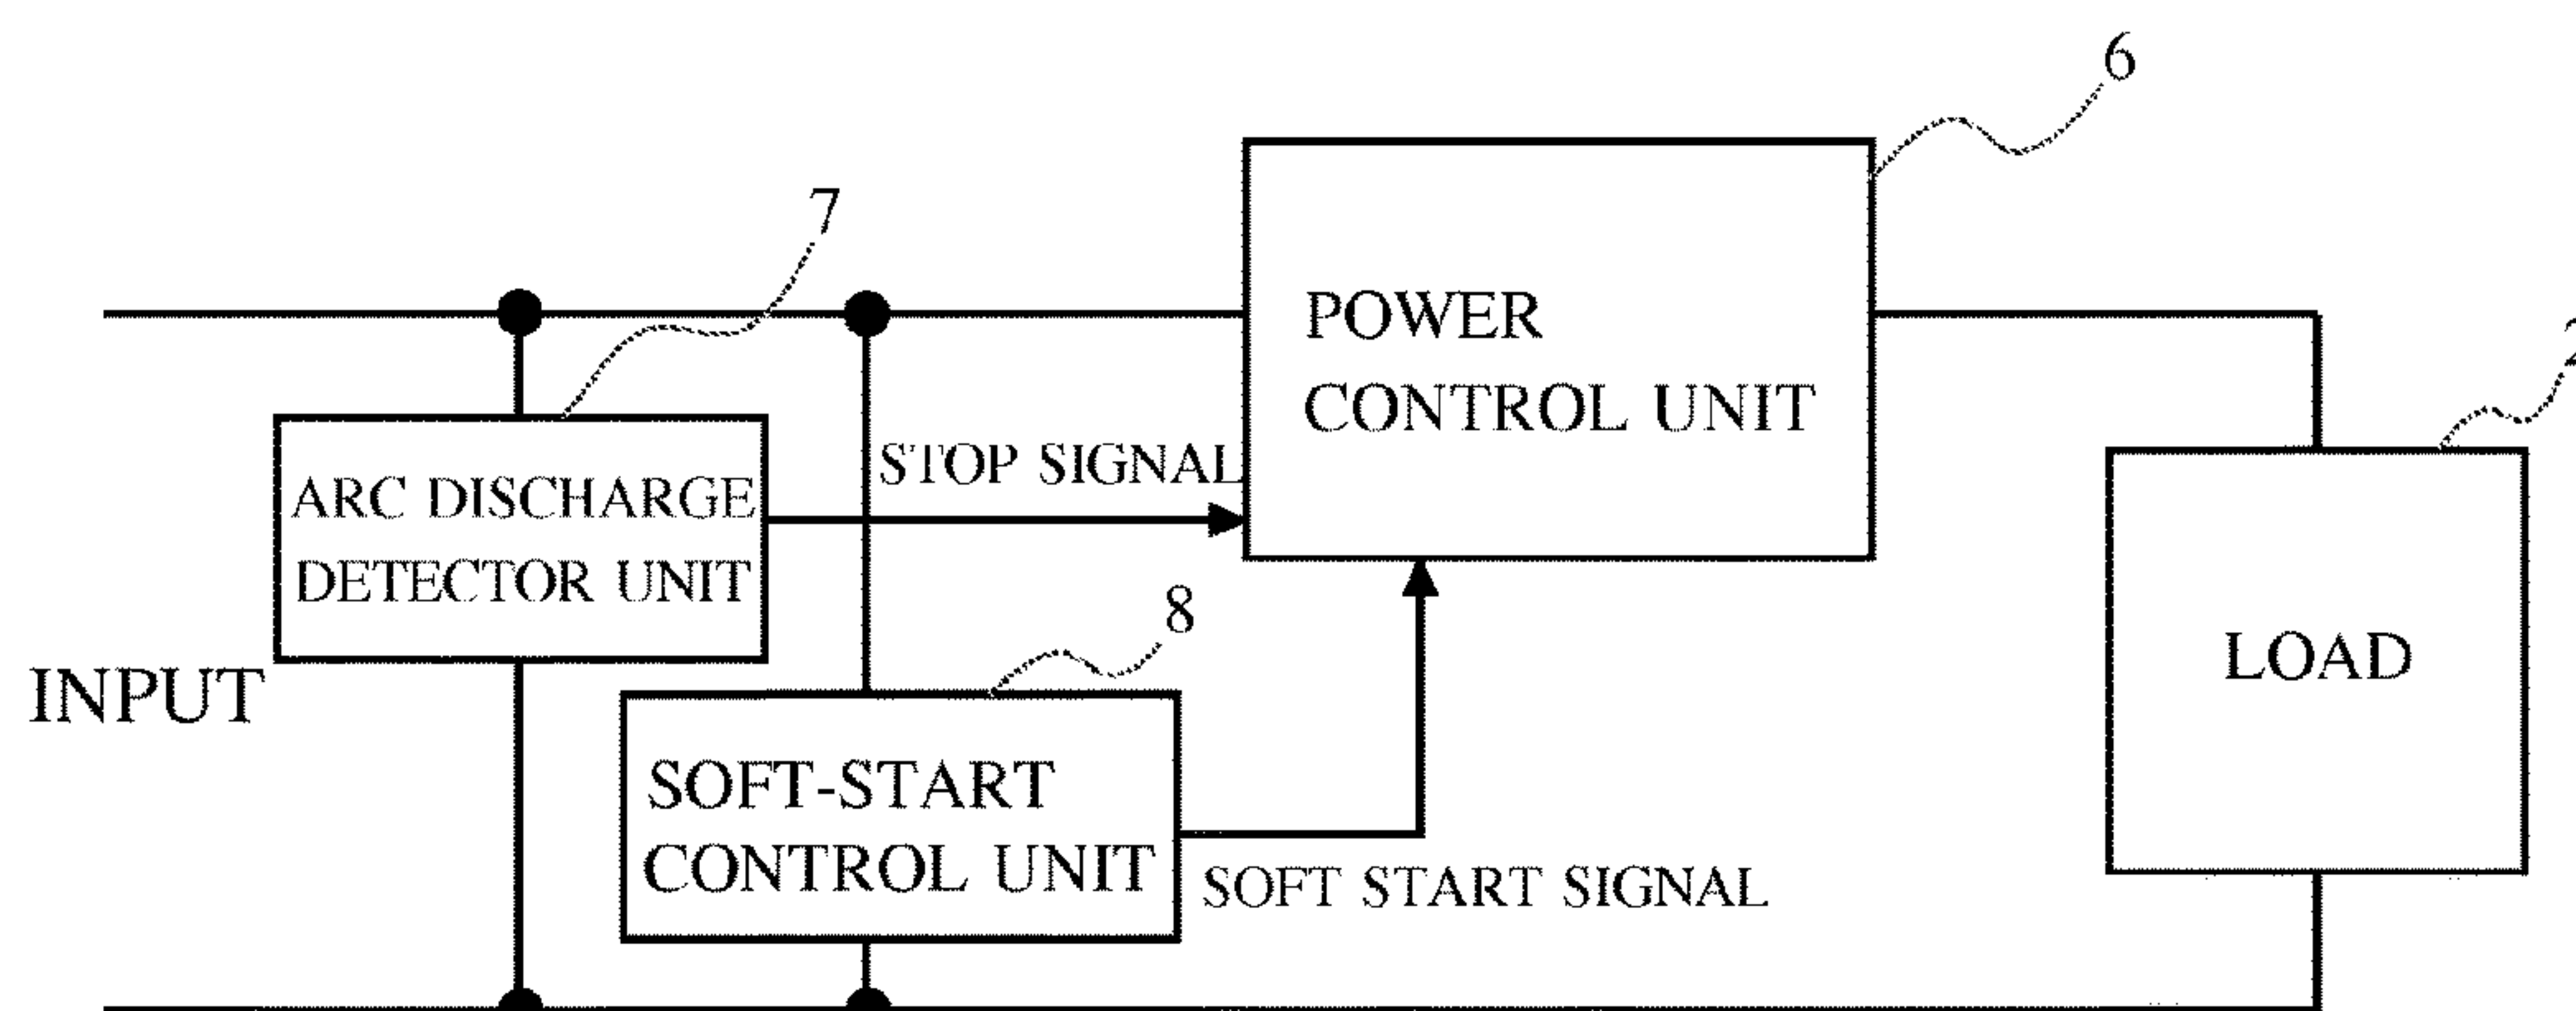 6
7
POWER
CONTROL UNIT
2
STOP SIGNAL
ARC DISCHARGE
DETECTOR UNIT
8
LOAD
INPUT
SOFT-START
CONTROL UNIT
SOFT START SIGNAL